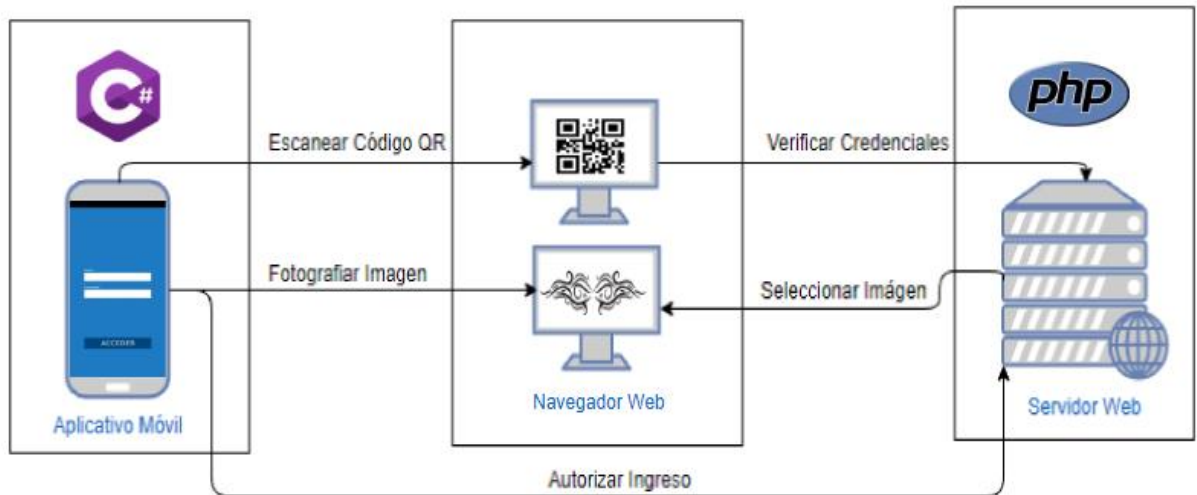 C#
php
Escanear Código QR
Verificar Credenciales
Fotografiar Imagen
Seleccionar Imágen
ACCEDER
Navegador Web
Aplicativo Móvil
Servidor Web
Autorizar Ingreso